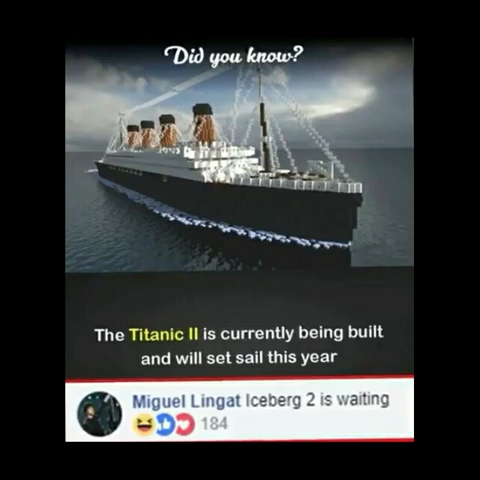 Did you know?
The Titanic II is currently being built
and will set sail this year
Miguel Lingat Iceberg 2 is waiting
184